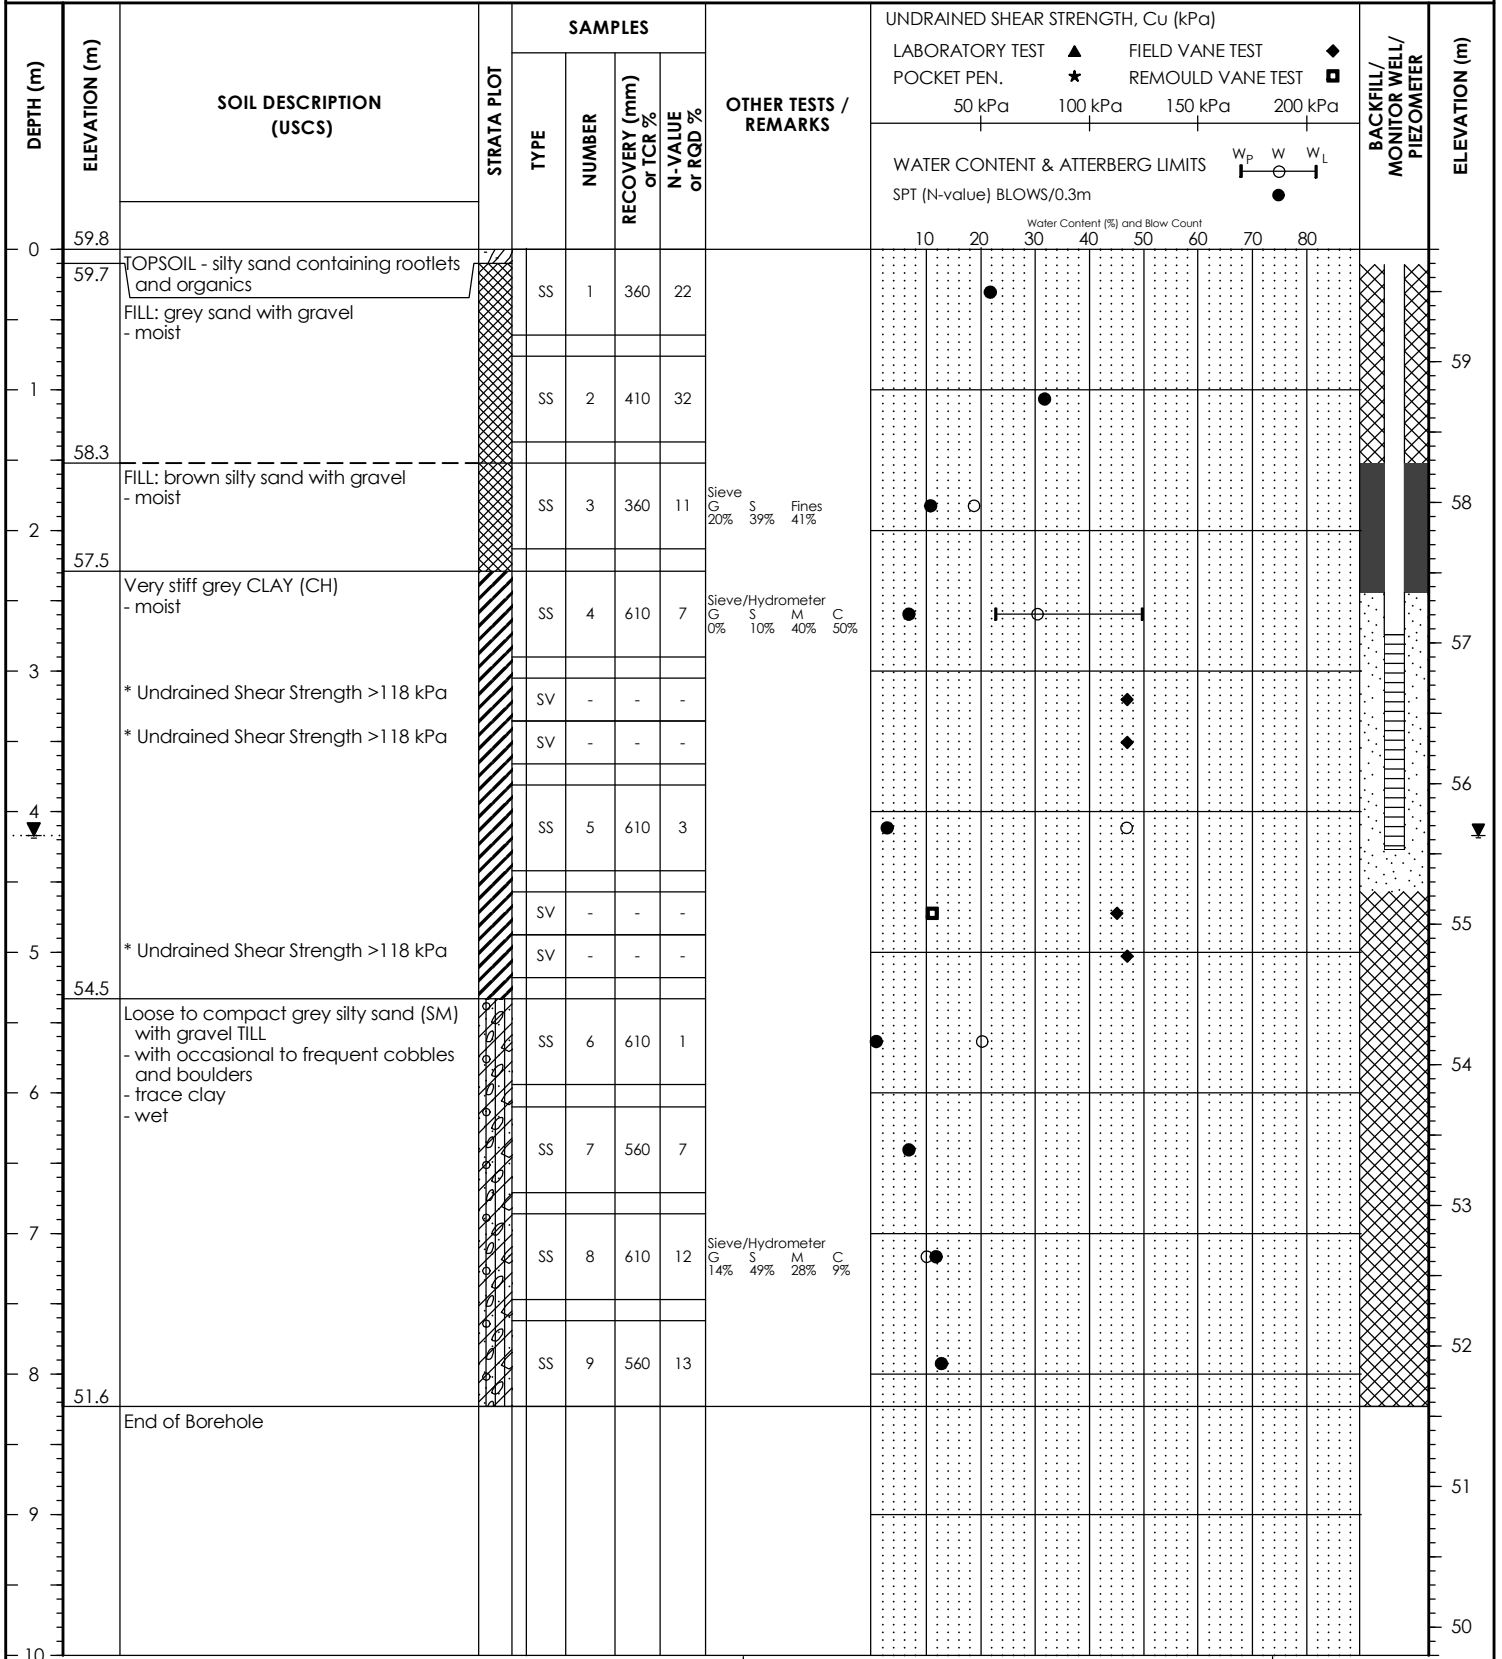 DEPTH (m)
ELEVATION (m)
SOIL DESCRIPTION
(USCS)
STRATA PLOT
SAMPLES
TYPE
NUMBER
RECOVERY (mm)
or TCR %
N-VALUE
or RQD %
OTHER TESTS /
REMARKS
UNDRAINED SHEAR STRENGTH, Cu (kPa)
LABORATORY TEST
FIELD VANE TEST
POCKET PEN.
REMOULD VANE TEST
50 kPa 100 kPa 150 kPa 200 kPa
WATER CONTENT & ATTERBERG LIMITS
WP W WL
SPT (N-value) BLOWS/0.3m
Water Content (%) and Blow Count
10 20 30 40 50 60 70 80
BACKFILL/
MONITOR WELL/
PIEZOMETER
ELEVATION (m)
0
59.8
59.7
TOPSOIL - silty sand containing rootlets
and organics
SS 1 360 22
FILL: grey sand with gravel
- moist
59
1
SS 2 410 32
58.3
FILL: brown silty sand with gravel
- moist
SS 3 360 11
Sieve
G S Fines
20% 39% 41%
58
2
57.5
Very stiff grey CLAY (CH)
- moist
SS 4 610 7
Sieve/Hydrometer
G S M C
0% 10% 40% 50%
57
3
* Undrained Shear Strength >118 kPa
SV - - -
* Undrained Shear Strength >118 kPa
SV - - -
56
4
SS 5 610 3
SV - - -
55
5
* Undrained Shear Strength >118 kPa
SV - - -
54.5
Loose to compact grey silty sand (SM)
with gravel TILL
- with occasional to frequent cobbles
and boulders
- trace clay
- wet
SS 6 610 1
54
6
SS 7 560 7
53
7
SS 8 610 12
Sieve/Hydrometer
G S M C
14% 49% 28% 9%
52
SS 9 560 13
8
51.6
End of Borehole
51
9
50
10